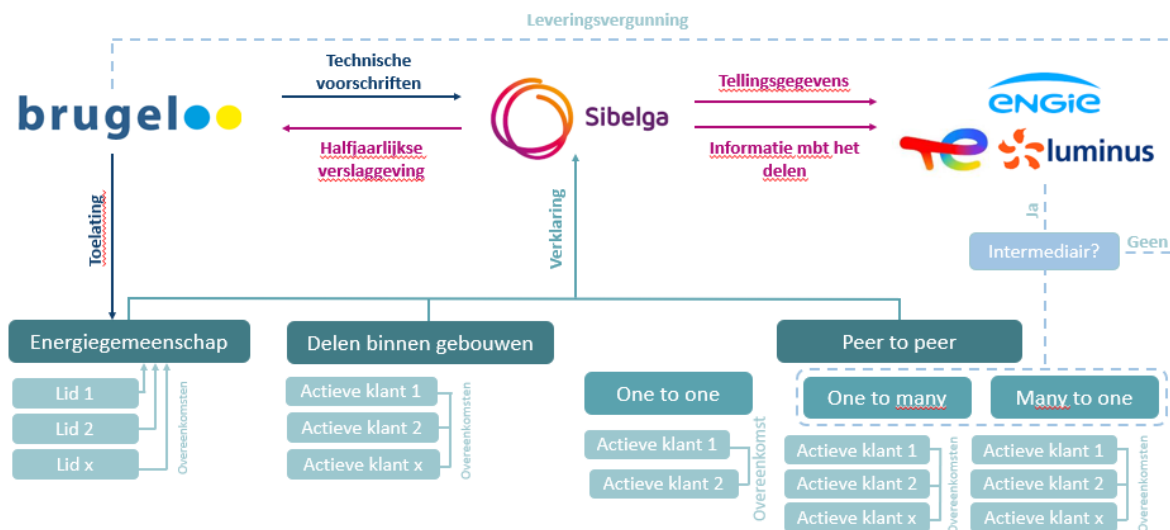 Leveringsvergunning
Technische
voorschriften
Tellingsgegevens
brugel
Sibelga
ENGIE
Halfjaarlijkse
verslaggeving
Informatie mbt het
delen
TE
luminus
Toelating
Verklaring
Ja
Intermediair?
Geen
Energiegemeenschap
Delen binnen gebouwen
Peer to peer
Lid 1
Lid 2
Lid x
Overeenkomsten
Actieve klant 1
Actieve klant 2
Actieve klant x
Overeenkomsten
One to one
Actieve klant 1
Actieve klant 2
Overeenkomst
One to many
Actieve klant 1
Actieve klant 2
Actieve klant x
Overeenkomsten
Many to one
Actieve klant 1
Actieve klant 2
Actieve klant x
Overeenkomsten